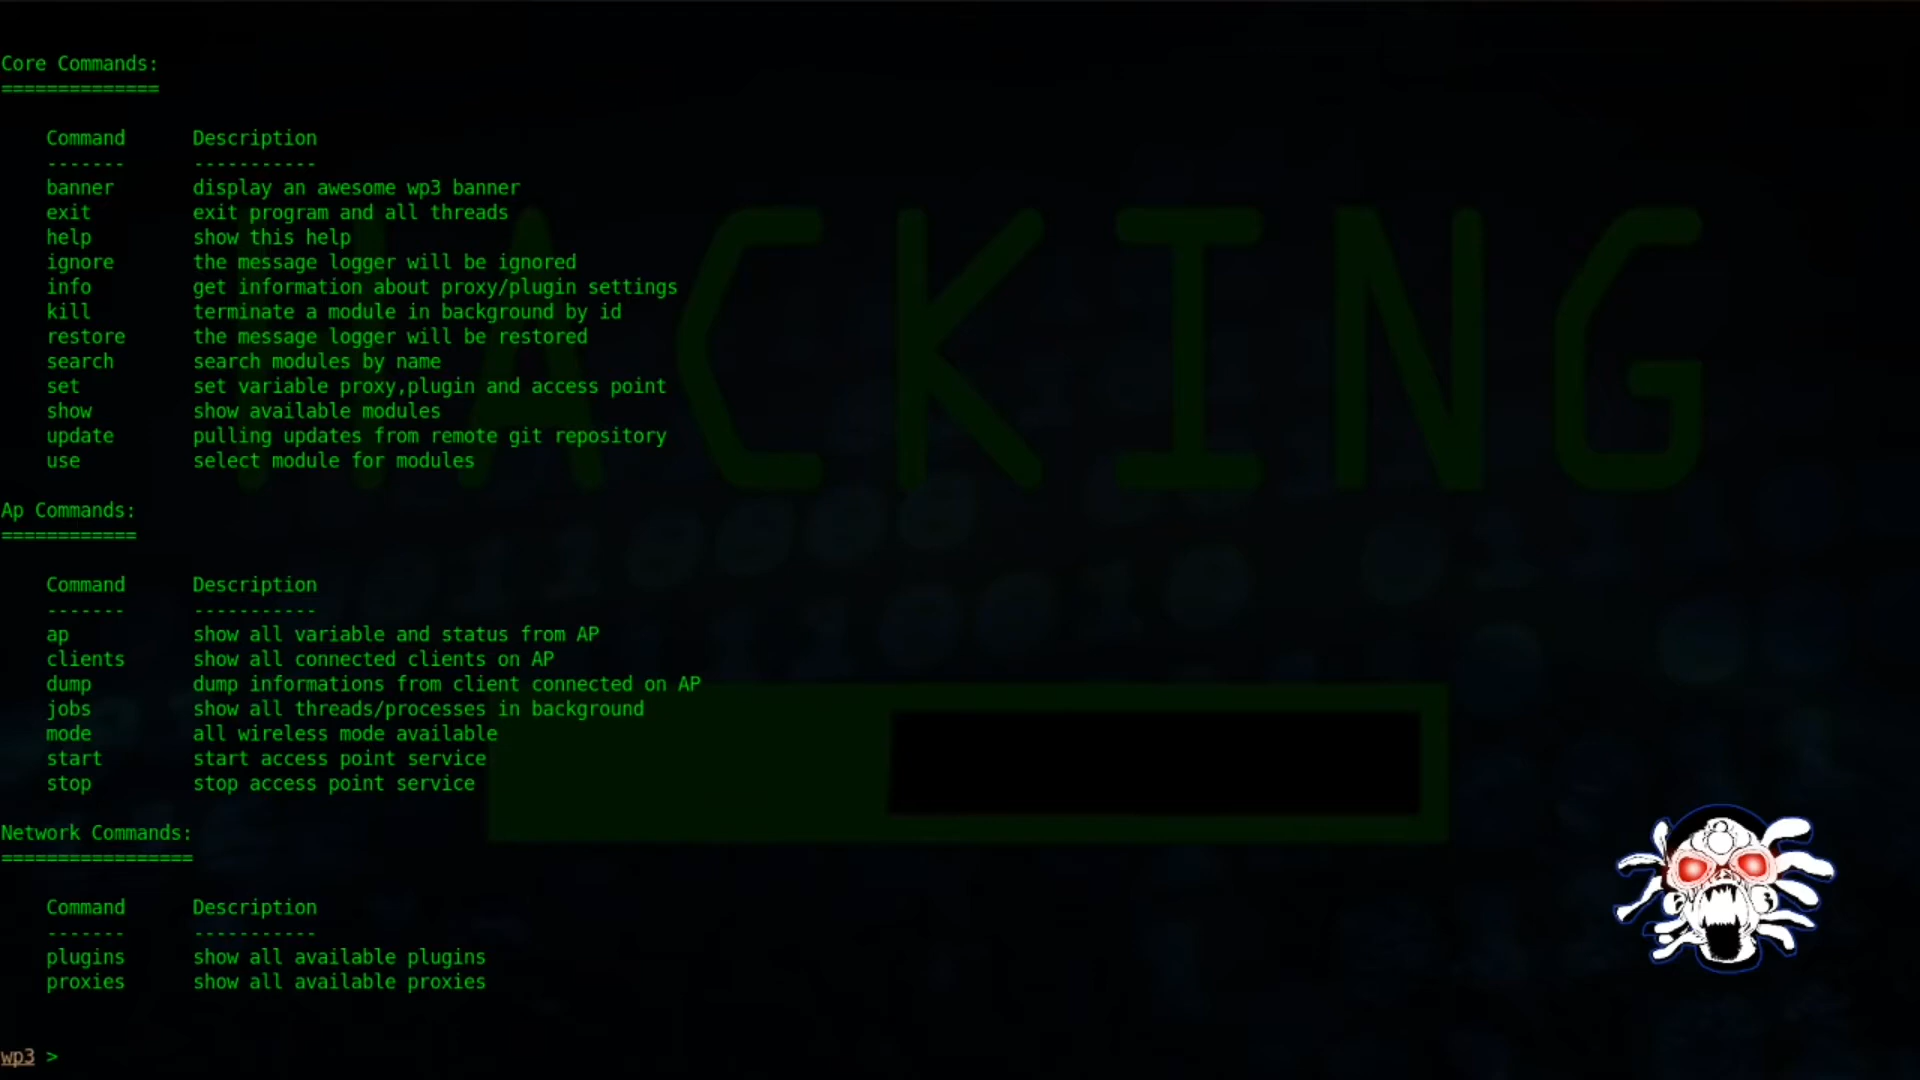 Core Commands:
==============
Command Description
------- -----------
banner display an awesome wp3 banner
exit exit program and all threads
help show this help
ignore the message logger will be ignored
info get information about proxy/plugin settings
kill terminate a module in background by id
restore the message logger will be restored
search search modules by name
set set variable proxy,plugin and access point
show show available modules
update pulling updates from remote git repository
use select module for modules
Ap Commands:
============
Command Description
------- -----------
ap show all variable and status from AP
clients show all connected clients on AP
dump dump informations from client connected on AP
jobs show all threads/processes in background
mode all wireless mode available
start start access point service
stop stop access point service
Network Commands:
=================
Command Description
------- -----------
plugins show all available plugins
proxies show all available proxies
wp3 >
HACKING